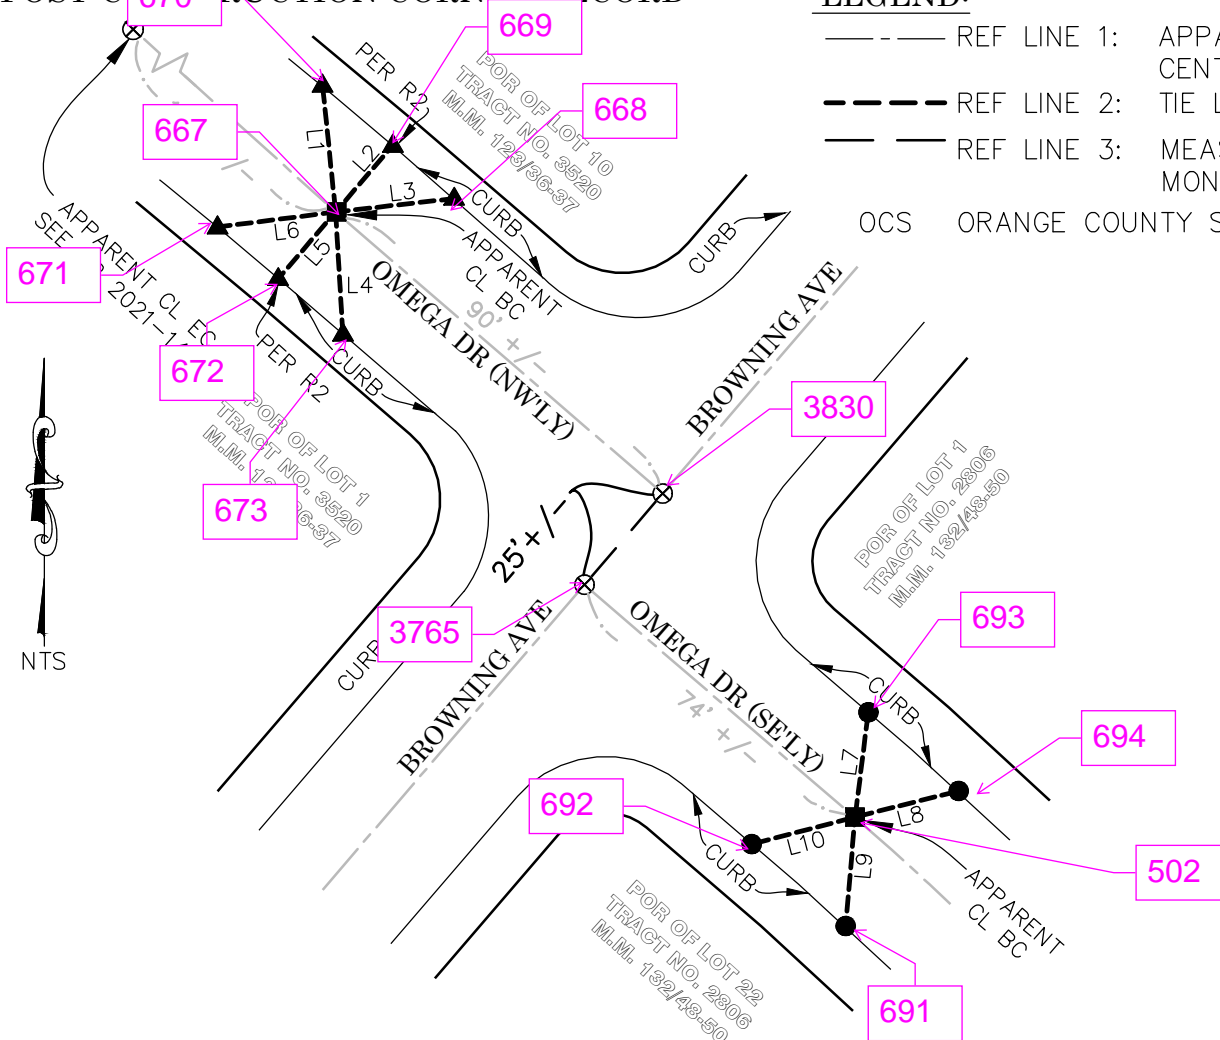 LEGEND:
REF LINE 1: APPA
CENT
REF LINE 2: TIE L
REF LINE 3: MEAS
MON
OCS ORANGE COUNTY S
670
669
668
667
671
672
673
PER R2
POR OF LOT 10
TRACT NO. 3520
M.M. 123/36-37
L1
L2
L3
L6
L5
L4
CURB
CURB
APPARENT
CL BC
APPARENT CL EC
SEE
2021-1
PER R2
CURB
OMEGA DR (NW'LY)
90' +/-
BROWNING AVE
POR OF LOT 1
TRACT NO. 3520
M.M.
36-37
3830
25'+/-
3765
NTS
CURB
BROWNING AVE
OMEGA DR (SE'LY)
74' +/-
POR OF LOT 1
TRACT NO. 2806
M.M. 132/48-50
693
CURB
694
L7
L8
692
L10
L9
502
CURB
APPARENT
CL BC
POR OF LOT 22
TRACT NO. 2806
M.M. 132/48-50
691